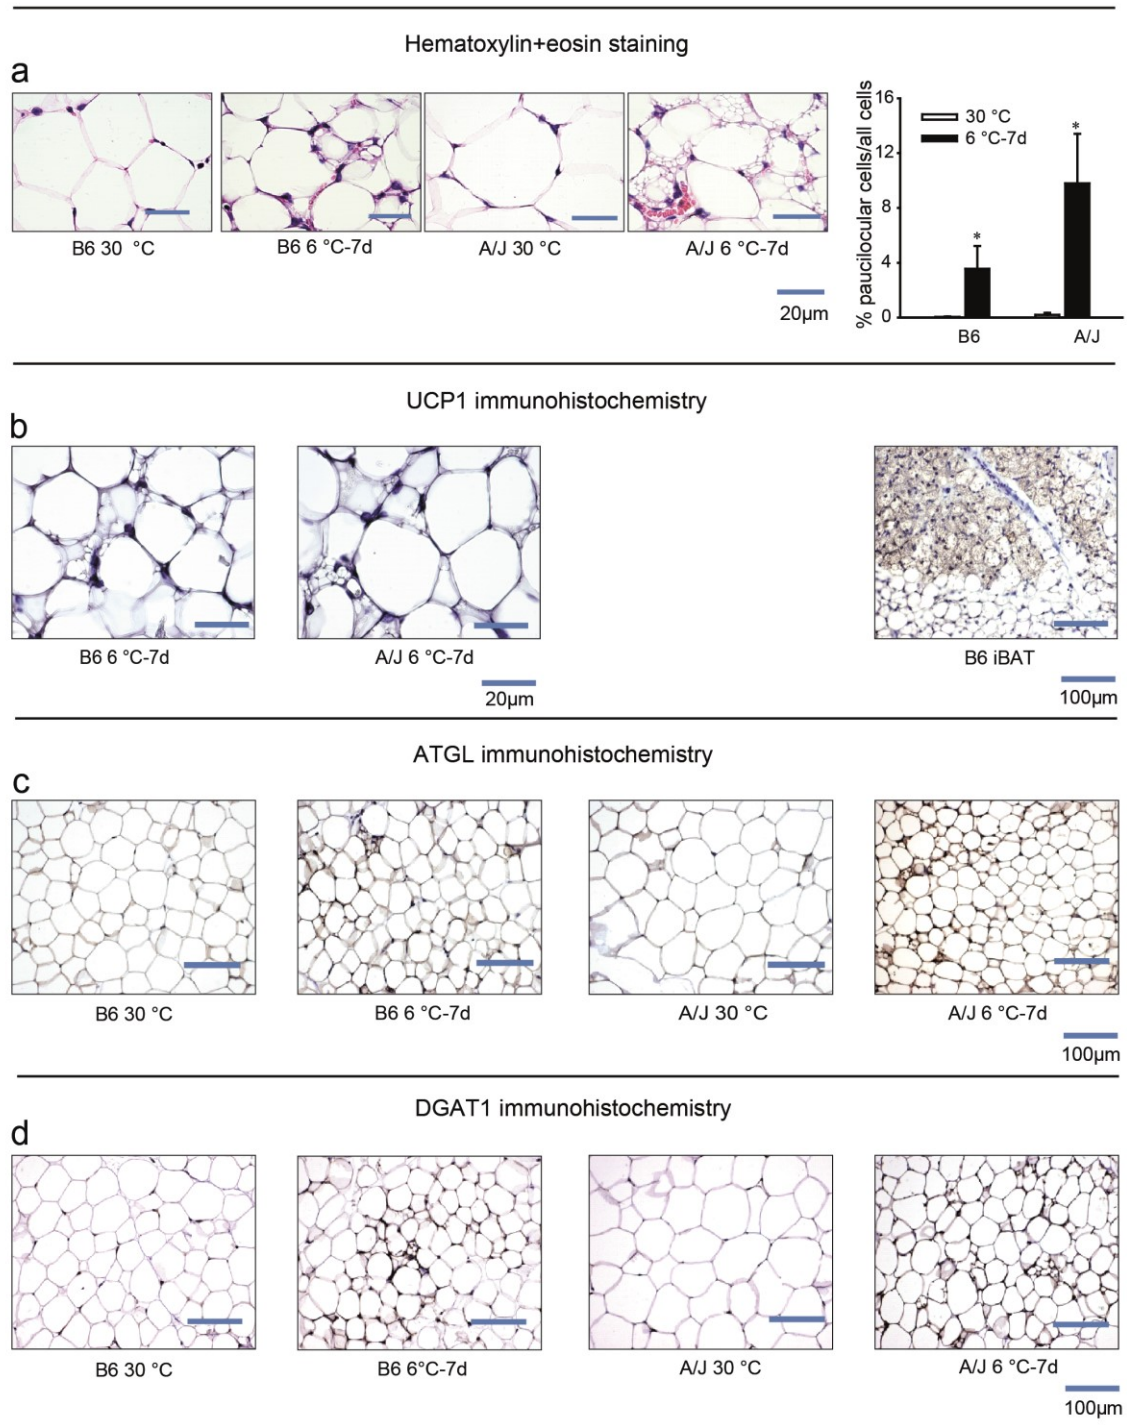 Hematoxylin+eosin staining
a
B6 30 °C
B6 6 °C-7d
A/J 30 °C
A/J 6 °C-7d
20µm
% paucilocular cells/all cells
16
12
8
4
0
30 °C
6 °C-7d
*
*
B6
A/J
UCP1 immunohistochemistry
b
B6 6 °C-7d
A/J 6 °C-7d
B6 iBAT
20µm
100µm
ATGL immunohistochemistry
c
B6 30 °C
B6 6 °C-7d
A/J 30 °C
A/J 6 °C-7d
100µm
DGAT1 immunohistochemistry
d
B6 30 °C
B6 6°C-7d
A/J 30 °C
A/J 6 °C-7d
100µm